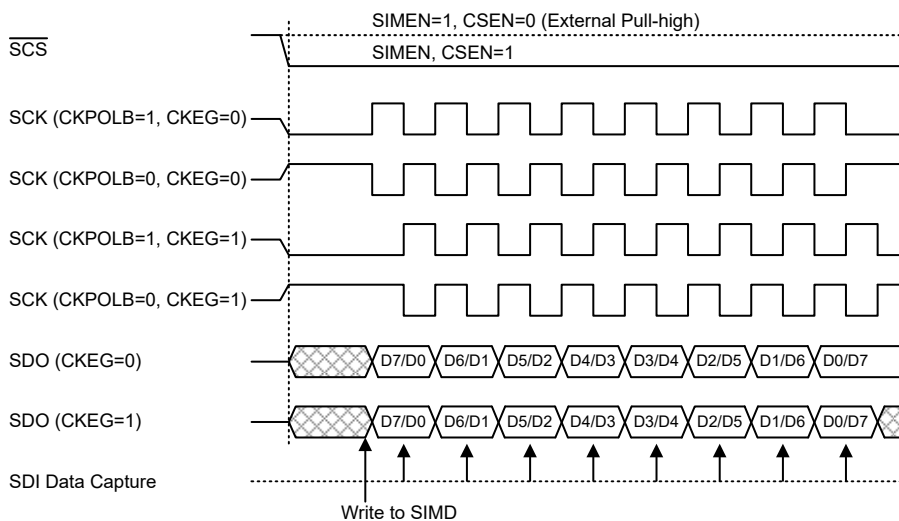 SIMEN=1, CSEN=0 (External Pull-high)
SCS
SIMEN, CSEN=1
SCK (CKPOLB=1, CKEG=0)
SCK (CKPOLB=0, CKEG=0)
SCK (CKPOLB=1, CKEG=1)
SCK (CKPOLB=0, CKEG=1)
SDO (CKEG=0) D7/D0 D6/D1 D5/D2 D4/D3 D3/D4 D2/D5 D1/D6 D0/D7
SDO (CKEG=1) D7/D0 D6/D1 D5/D2 D4/D3 D3/D4 D2/D5 D1/D6 D0/D7
SDI Data Capture
Write to SIMD